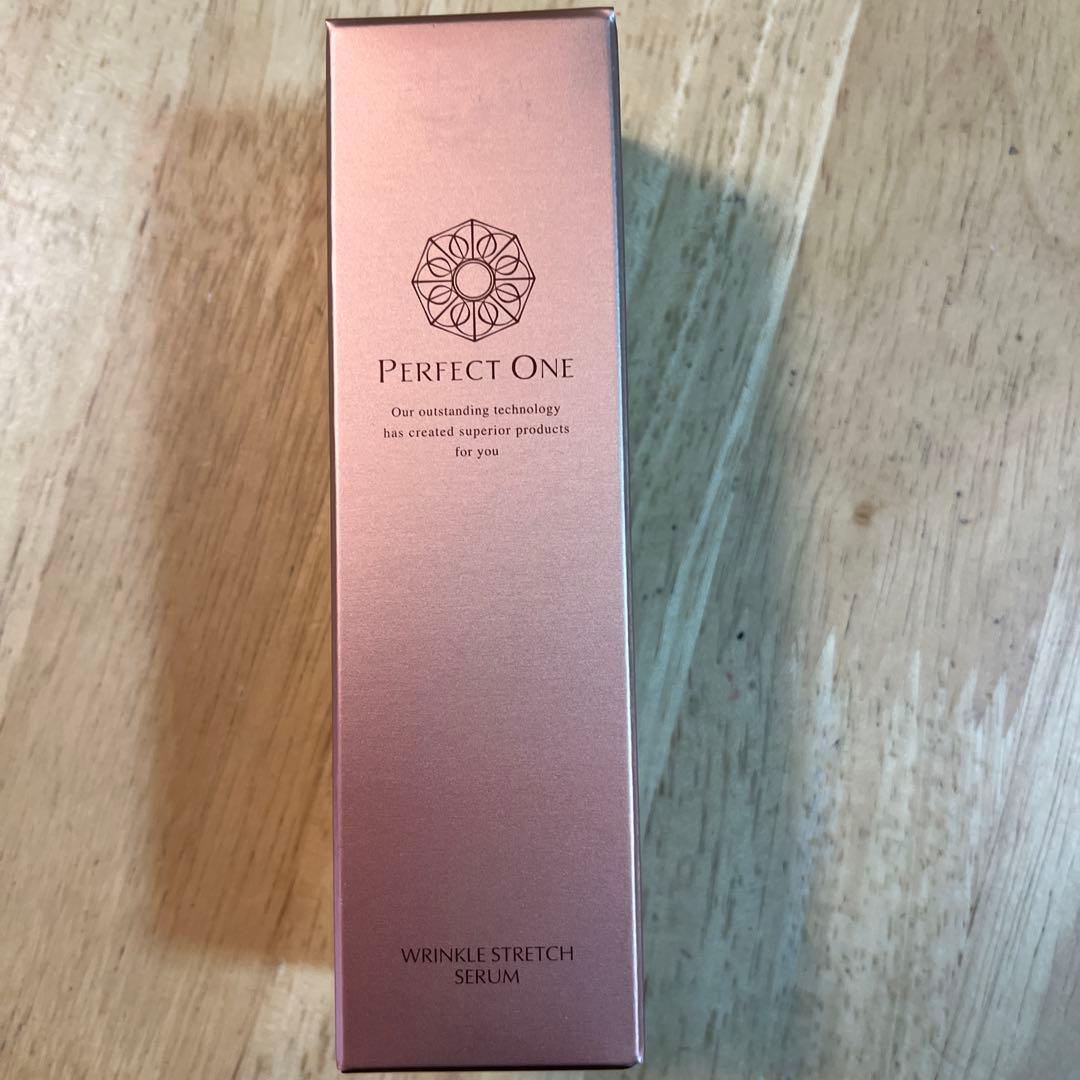 PERFECT ONE
Our outstanding technology
has created superior products
for you
WRINKLE STRETCH
SERUM